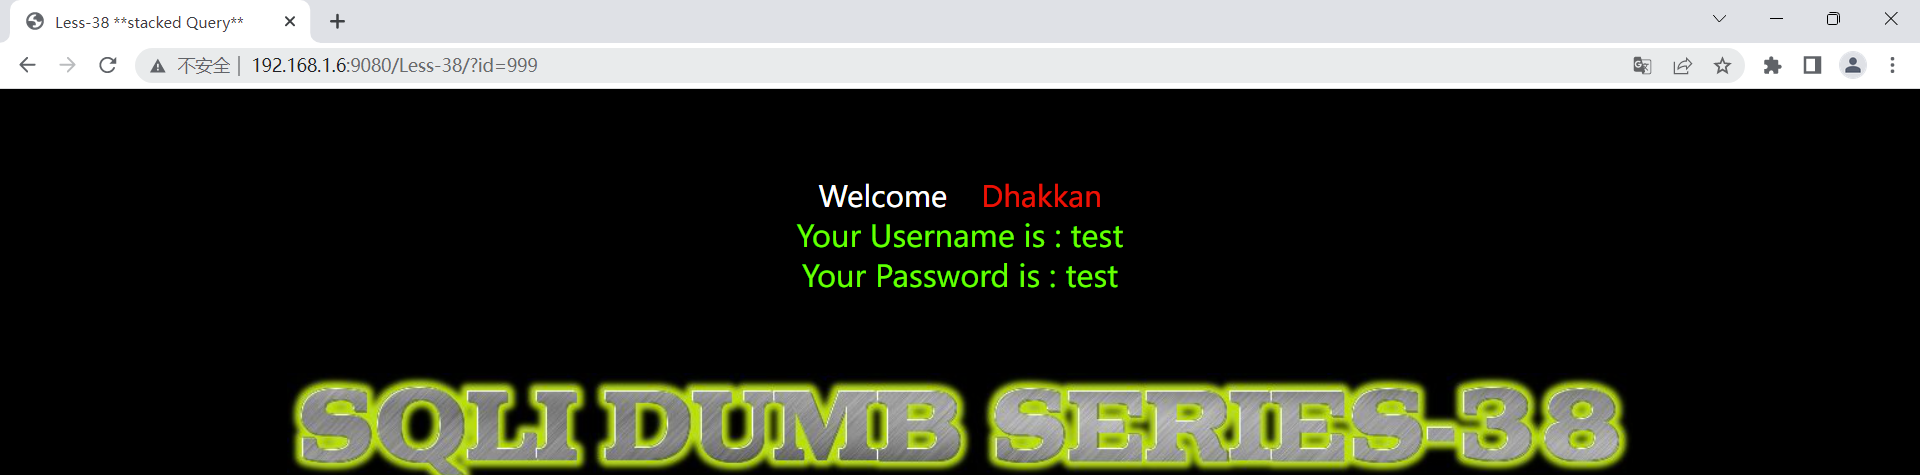 Less-38 **stacked Query**
不安全 | 192.168.1.6:9080/Less-38/?id=999
Welcome Dhakkan
Your Username is : test
Your Password is : test
SQLI DUMB SERIES-38